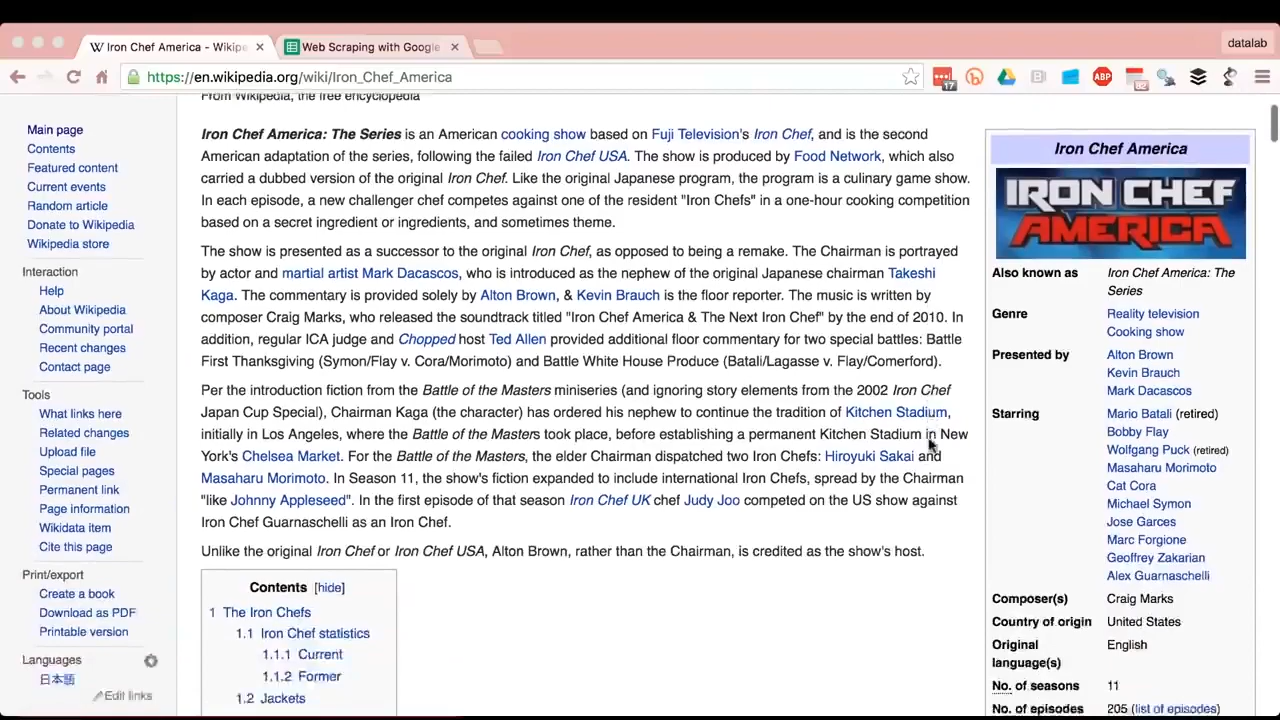 Iron Chef America - Wikipe
Web Scraping with Google
datalab
https://en.wikipedia.org/wiki/Iron_Chef_America
17
ABP
62
Main page
Contents
Featured content
Current events
Random article
Donate to Wikipedia
Wikipedia store
Interaction
Help
About Wikipedia
Community portal
Recent changes
Contact page
Tools
What links here
Related changes
Upload file
Special pages
Permanent link
Page information
Wikidata item
Cite this page
Print/export
Create a book
Download as PDF
Printable version
Languages
日本語
Edit links
From Wikipedia, the free encyclopedia
Iron Chef America: The Series is an American cooking show based on Fuji Television's Iron Chef, and is the second
American adaptation of the series, following the failed Iron Chef USA. The show is produced by Food Network, which also
carried a dubbed version of the original Iron Chef. Like the original Japanese program, the program is a culinary game show.
In each episode, a new challenger chef competes against one of the resident "Iron Chefs" in a one-hour cooking competition
based on a secret ingredient or ingredients, and sometimes theme.
The show is presented as a successor to the original Iron Chef, as opposed to being a remake. The Chairman is portrayed
by actor and martial artist Mark Dacascos, who is introduced as the nephew of the original Japanese chairman Takeshi
Kaga. The commentary is provided solely by Alton Brown, & Kevin Brauch is the floor reporter. The music is written by
composer Craig Marks, who released the soundtrack titled "Iron Chef America & The Next Iron Chef" by the end of 2010. In
addition, regular ICA judge and Chopped host Ted Allen provided additional floor commentary for two special battles: Battle
First Thanksgiving (Symon/Flay v. Cora/Morimoto) and Battle White House Produce (Batali/Lagasse v. Flay/Comerford).
Per the introduction fiction from the Battle of the Masters miniseries (and ignoring story elements from the 2002 Iron Chef
Japan Cup Special), Chairman Kaga (the character) has ordered his nephew to continue the tradition of Kitchen Stadium,
initially in Los Angeles, where the Battle of the Masters took place, before establishing a permanent Kitchen Stadium in New
York's Chelsea Market. For the Battle of the Masters, the elder Chairman dispatched two Iron Chefs: Hiroyuki Sakai and
Masaharu Morimoto. In Season 11, the show's fiction expanded to include international Iron Chefs, spread by the Chairman
"like Johnny Appleseed". In the first episode of that season Iron Chef UK chef Judy Joo competed on the US show against
Iron Chef Guarnaschelli as an Iron Chef.
Unlike the original Iron Chef or Iron Chef USA, Alton Brown, rather than the Chairman, is credited as the show's host.
Contents [hide]
1 The Iron Chefs
1.1 Iron Chef statistics
1.1.1 Current
1.1.2 Former
1.2 Jackets
Iron Chef America
IRON CHEF
AMERICA
Also known as Iron Chef America: The
Series
Genre Reality television
Cooking show
Presented by Alton Brown
Kevin Brauch
Mark Dacascos
Starring Mario Batali (retired)
Bobby Flay
Wolfgang Puck (retired)
Masaharu Morimoto
Cat Cora
Michael Symon
Jose Garces
Marc Forgione
Geoffrey Zakarian
Alex Guarnaschelli
Composer(s) Craig Marks
Country of origin United States
Original English
language(s)
No. of seasons 11
No. of episodes 205 (list of episodes)